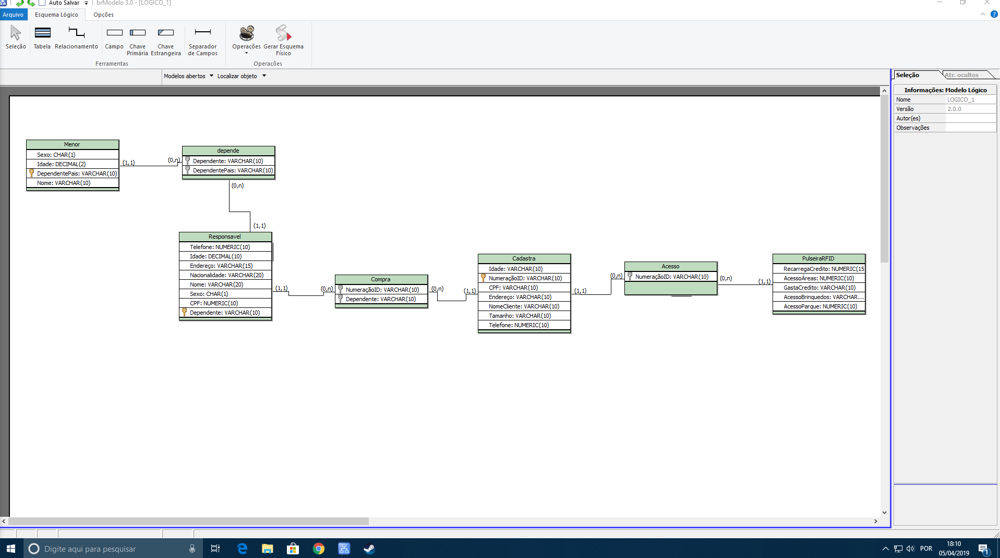 Auto Salvar
brModelo 3.0 - [LOGICO_1]
Arquivo
Esquema Lógico
Opções
Seleção
Tabela
Relacionamento
Campo
Chave Primária
Chave Estrangeira
Separador de Campos
Operações
Gerar Esquema Físico
Ferramentas
Operações
Modelos abertos
Localizar objeto
Seleção
Atr. ocultos
Informações: Modelo Lógico
Nome
LOGICO_1
Versão
2.0.0
Autor(es)
Observações
Menor
Sexo: CHAR(1)
Idade: DECIMAL(2)
DependentePais: VARCHAR(10)
Nome: VARCHAR(10)
(1,1)
(0,n)
depende
Dependente: VARCHAR(10)
DependentePais: VARCHAR(10)
(0,n)
(1,1)
Responsavel
Telefone: NUMERIC(10)
Idade: DECIMAL(10)
Endereço: VARCHAR(15)
Nacionalidade: VARCHAR(20)
Nome: VARCHAR(20)
Sexo: CHAR(1)
CPF: NUMERIC(10)
Dependente: VARCHAR(10)
(1,1)
(0,n)
Compra
NumeraçãoID: VARCHAR(10)
Dependente: VARCHAR(10)
(0,n)
(1,1)
Cadastra
Idade: VARCHAR(10)
NumeraçãoID: VARCHAR(10)
CPF: VARCHAR(10)
Endereço: VARCHAR(10)
NomeCliente: VARCHAR(10)
Tamanho: VARCHAR(10)
Telefone: NUMERIC(10)
(1,1)
(0,n)
Acesso
NumeraçãoID: VARCHAR(10)
(0,n)
(1,1)
PulseiraRFID
RecarregaCredito: NUMERIC(15
AcessoÁreas: NUMERIC(10)
GastaCredito: VARCHAR(10)
AcessoBrinquedos: VARCHAR...
AcessoParque: NUMERIC(10)
Digite aqui para pesquisar
POR
18:10
05/04/2019
1